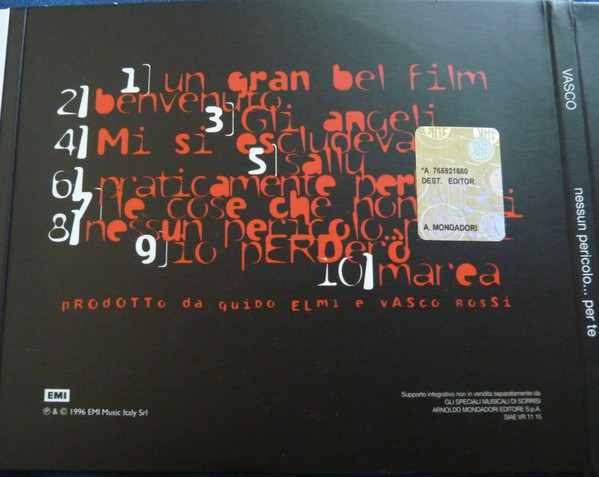 1] un gran bel film
2] benvenuto
3] Gli angeli
4] Mi si escludeva
5] sally
6] praticamente per
7] le cose che non
8] nessun pericolo...
9] io pERDerò
10] marea
pRODOTTO da guido ELmi e vASco RoSSi
*A 766921680
DEST. EDITOR.
A. MONDADORI
EMI
℗ & © 1996 EMI Music Italy Srl
Supporto integrativo non in vendita separatamente da
GLI SPECIALI MUSICALI DI SORRISI
ARNOLDO MONDADORI EDITORE S.p.A.
SIAE VR 11 15
VASCO
nessun pericolo... per te